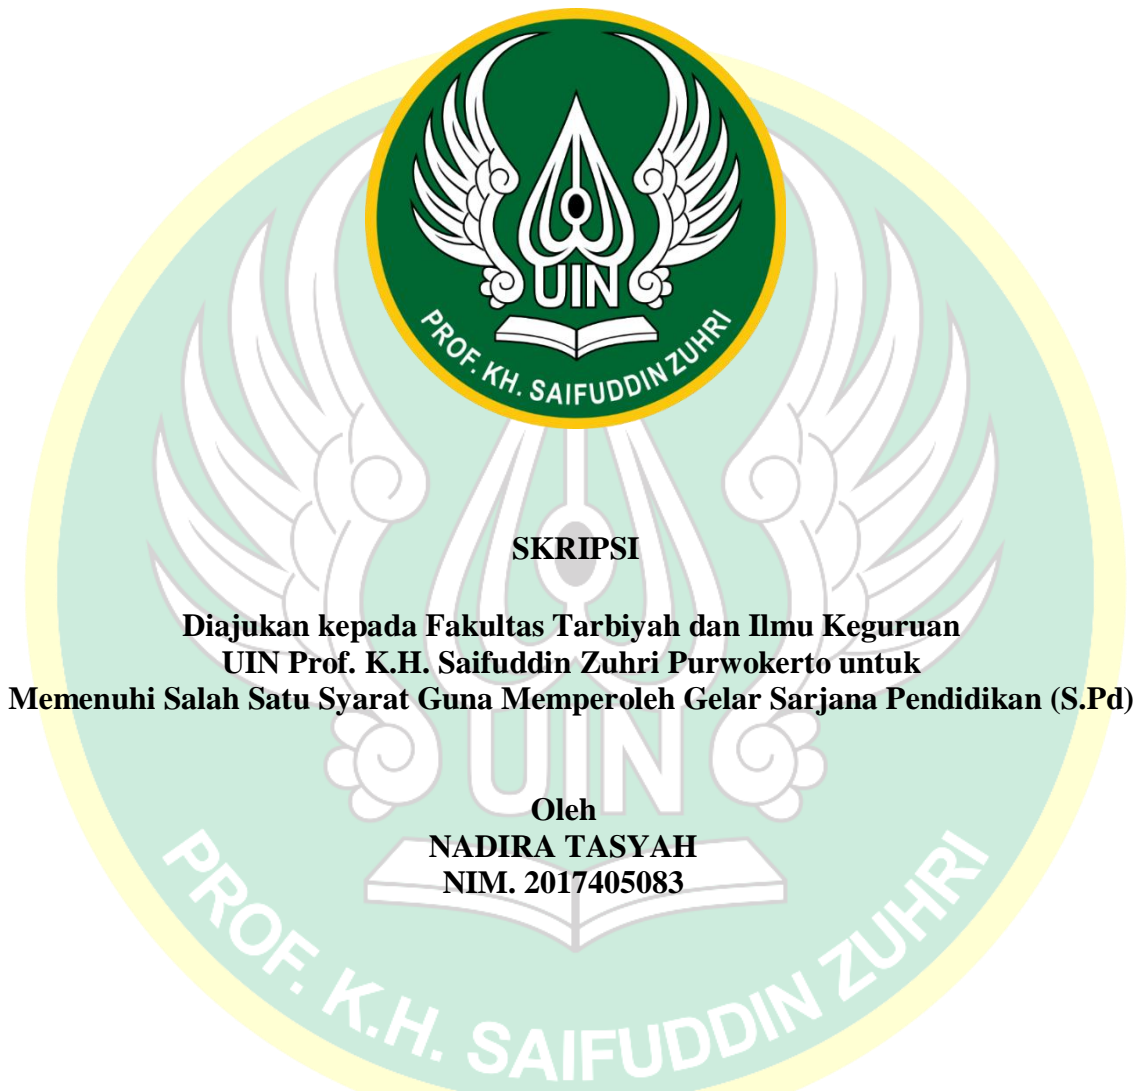 UIN
PROF. KH. SAIFUDDIN ZUHRI
SKRIPSI
Diajukan kepada Fakultas Tarbiyah dan Ilmu Keguruan
UIN Prof. K.H. Saifuddin Zuhri Purwokerto untuk
Memenuhi Salah Satu Syarat Guna Memperoleh Gelar Sarjana Pendidikan (S.Pd)
UIN
Oleh
NADIRA TASYAH
NIM. 2017405083
PROF. K.H. SAIFUDDIN ZUHRI